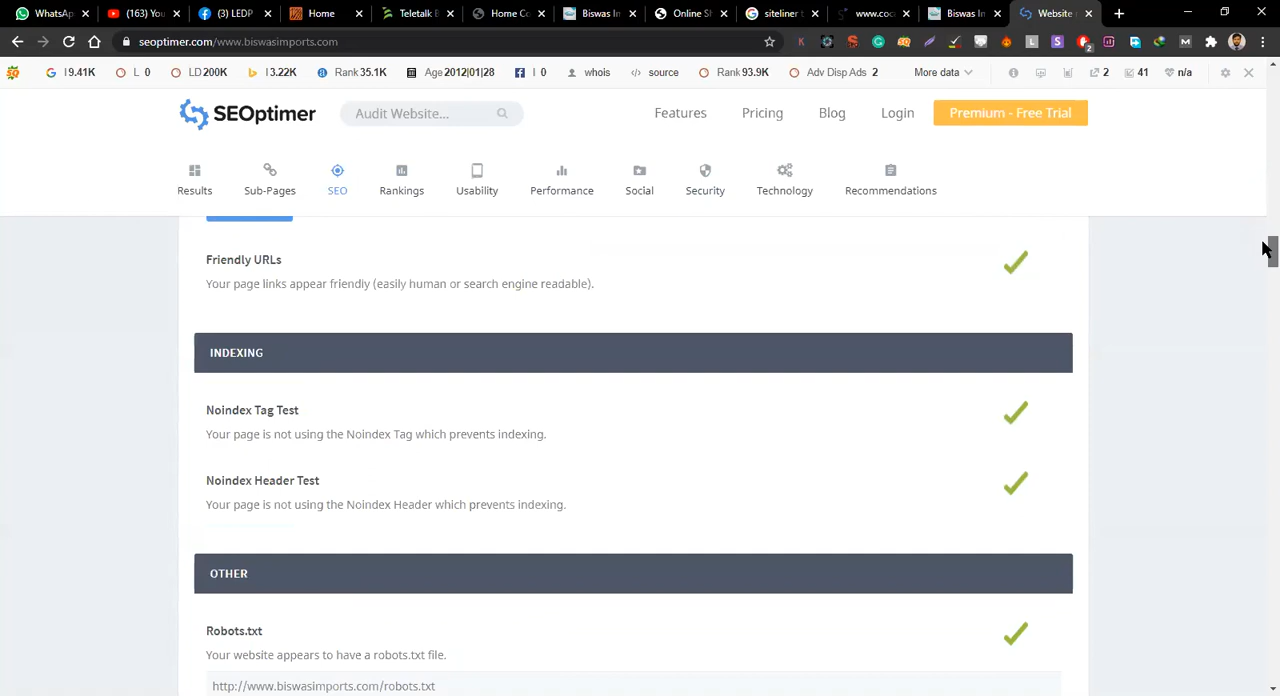 WhatsAp
(163) You
(3) LEDP
Home
Teletalk B
Home Co
Biswas Im
Online Sh
siteliner t
www.coco
Biswas Im
Website
seoptimer.com/www.biswasimports.com
I 9.41K
L 0
LD 200K
I 3.22K
Rank 35.1K
Age 2012|01|28
I 0
whois
source
Rank 93.9K
Adv Disp Ads 2
More data
2
41
n/a
SEOptimer
Audit Website...
Features
Pricing
Blog
Login
Premium - Free Trial
Results
Sub-Pages
SEO
Rankings
Usability
Performance
Social
Security
Technology
Recommendations
Friendly URLs
Your page links appear friendly (easily human or search engine readable).
INDEXING
Noindex Tag Test
Your page is not using the Noindex Tag which prevents indexing.
Noindex Header Test
Your page is not using the Noindex Header which prevents indexing.
OTHER
Robots.txt
Your website appears to have a robots.txt file.
http://www.biswasimports.com/robots.txt